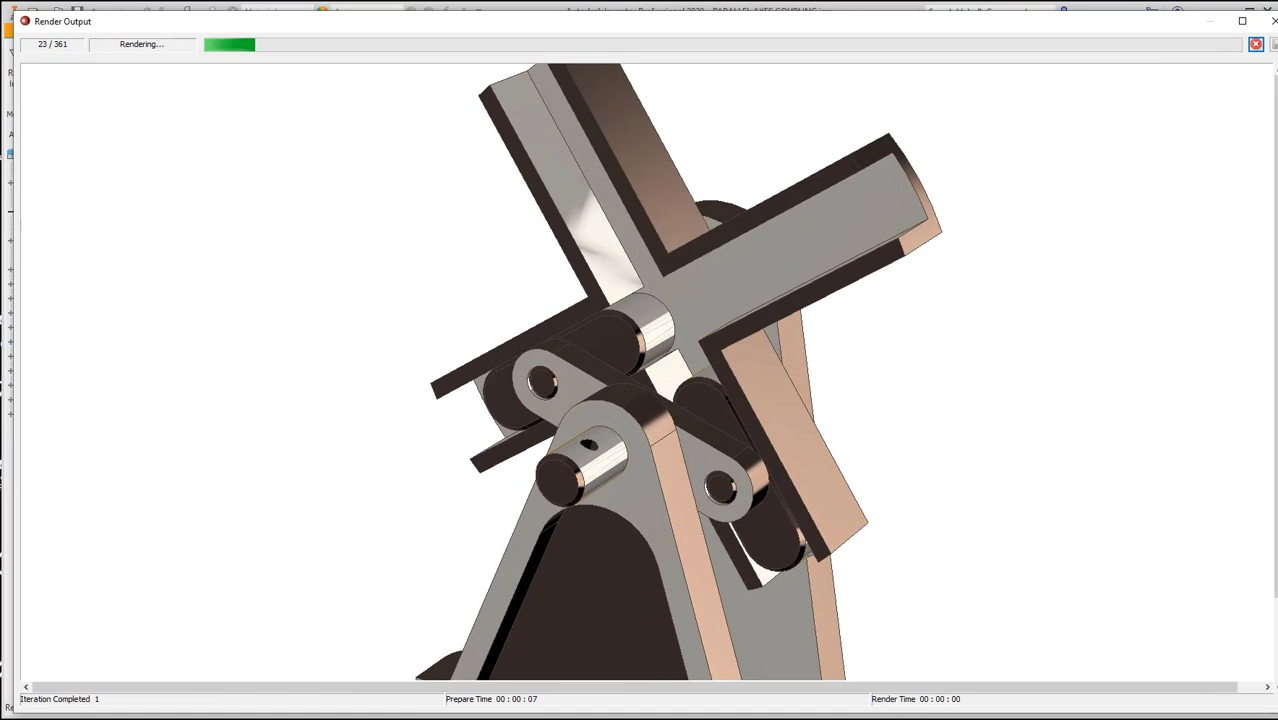 Render Output
23 / 361
Rendering...
Iteration Completed 1
Prepare Time 00 : 00 : 07
Render Time 00 : 00 : 00